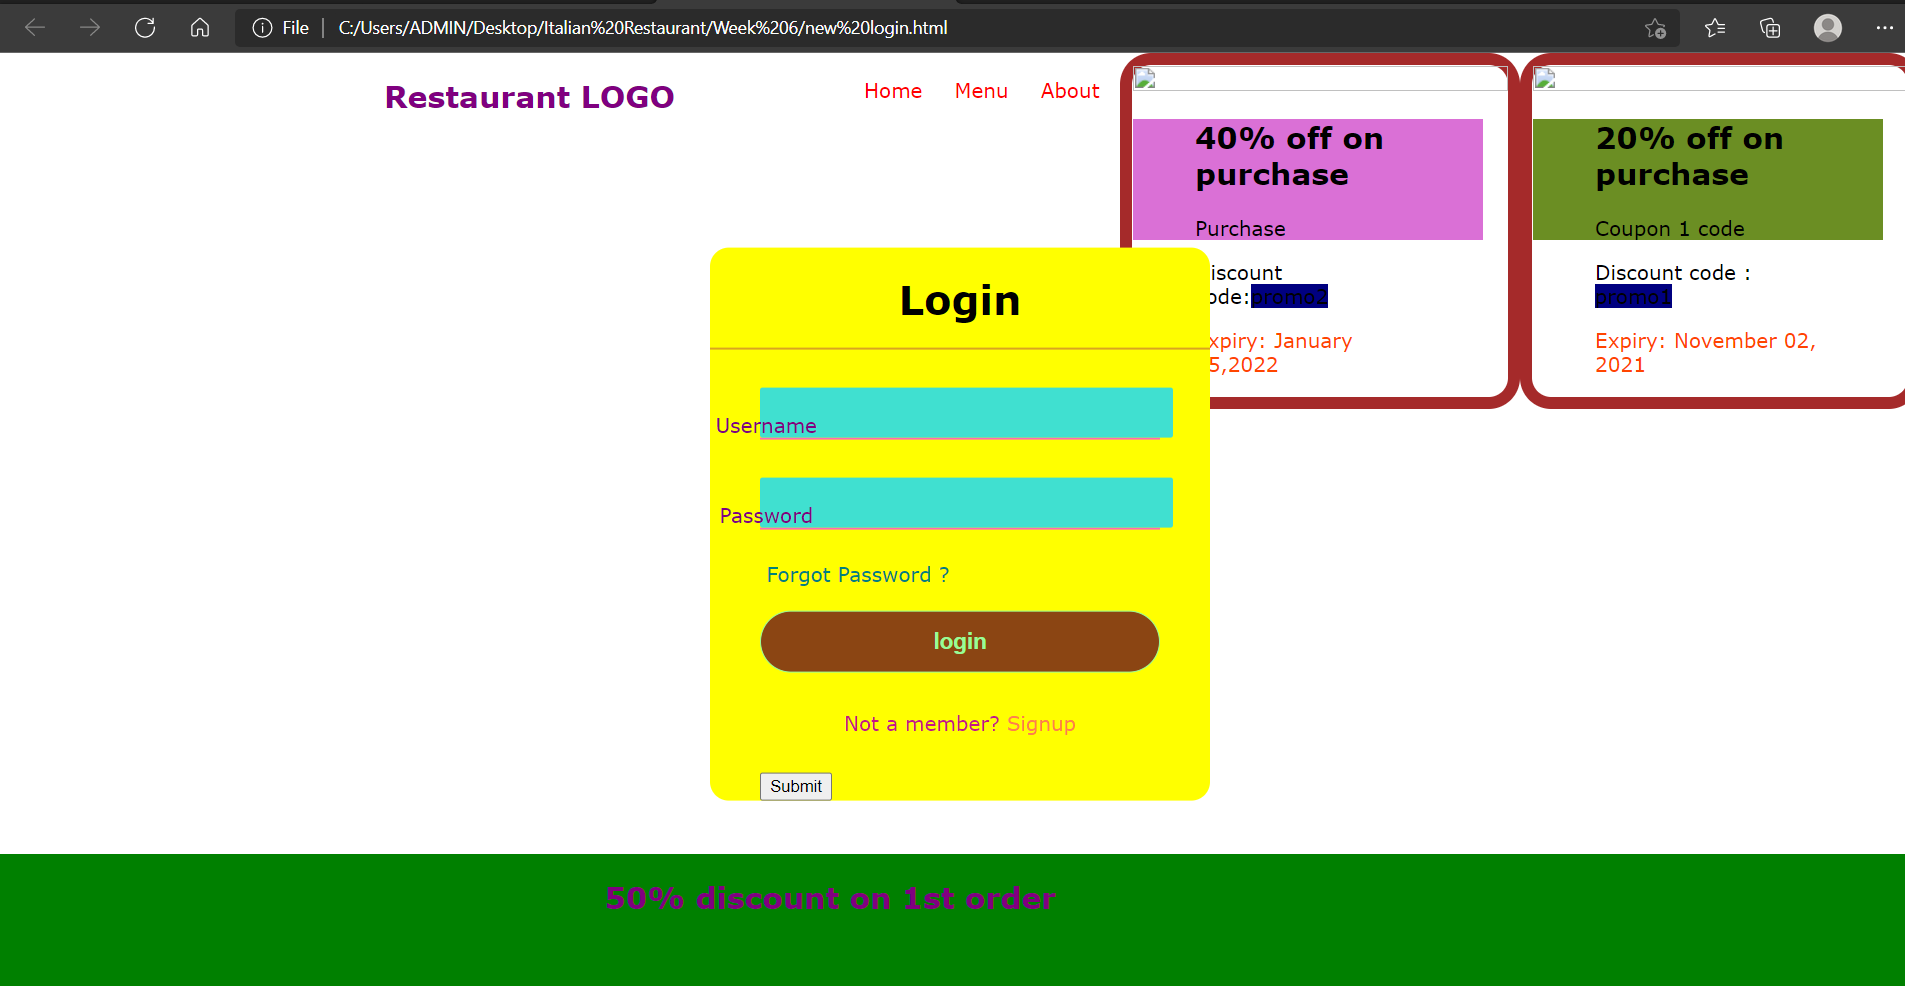 File
C:/Users/ADMIN/Desktop/Italian%20Restaurant/Week%206/new%20login.html
Restaurant LOGO
Home Menu About
40% off on
purchase
Purchase
iscount
ode:promo2
xpiry: January
5,2022
20% off on
purchase
Coupon 1 code
Discount code :
promo1
Expiry: November 02,
2021
Login
Username
Password
Forgot Password ?
login
Not a member? Signup
Submit
50% discount on 1st order